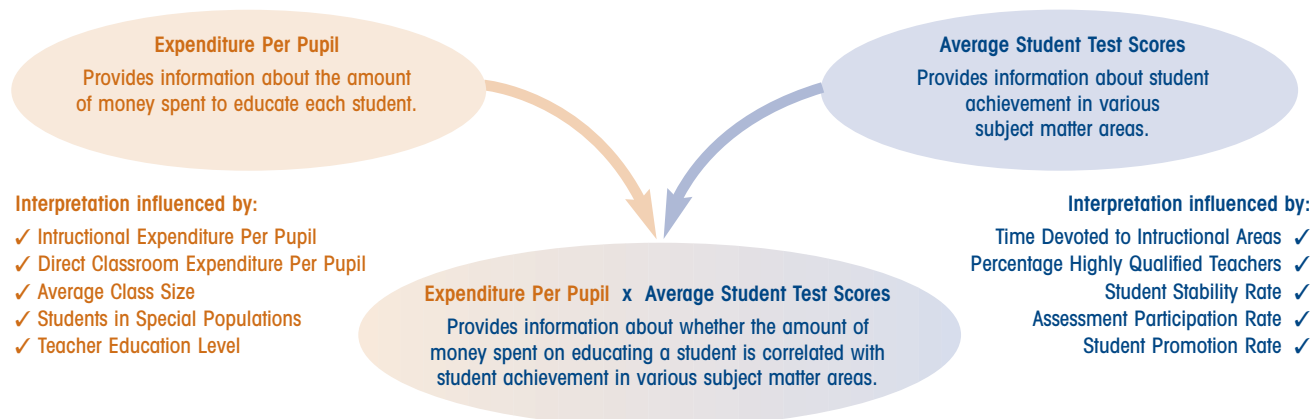 Expenditure Per Pupil
Provides information about the amount
of money spent to educate each student.
Average Student Test Scores
Provides information about student
achievement in various
subject matter areas.
Interpretation influenced by:
✓ Intructional Expenditure Per Pupil
✓ Direct Classroom Expenditure Per Pupil
✓ Average Class Size
✓ Students in Special Populations
✓ Teacher Education Level
Interpretation influenced by:
Time Devoted to Intructional Areas ✓
Percentage Highly Qualified Teachers ✓
Student Stability Rate ✓
Assessment Participation Rate ✓
Student Promotion Rate ✓
Expenditure Per Pupil x Average Student Test Scores
Provides information about whether the amount of
money spent on educating a student is correlated with
student achievement in various subject matter areas.